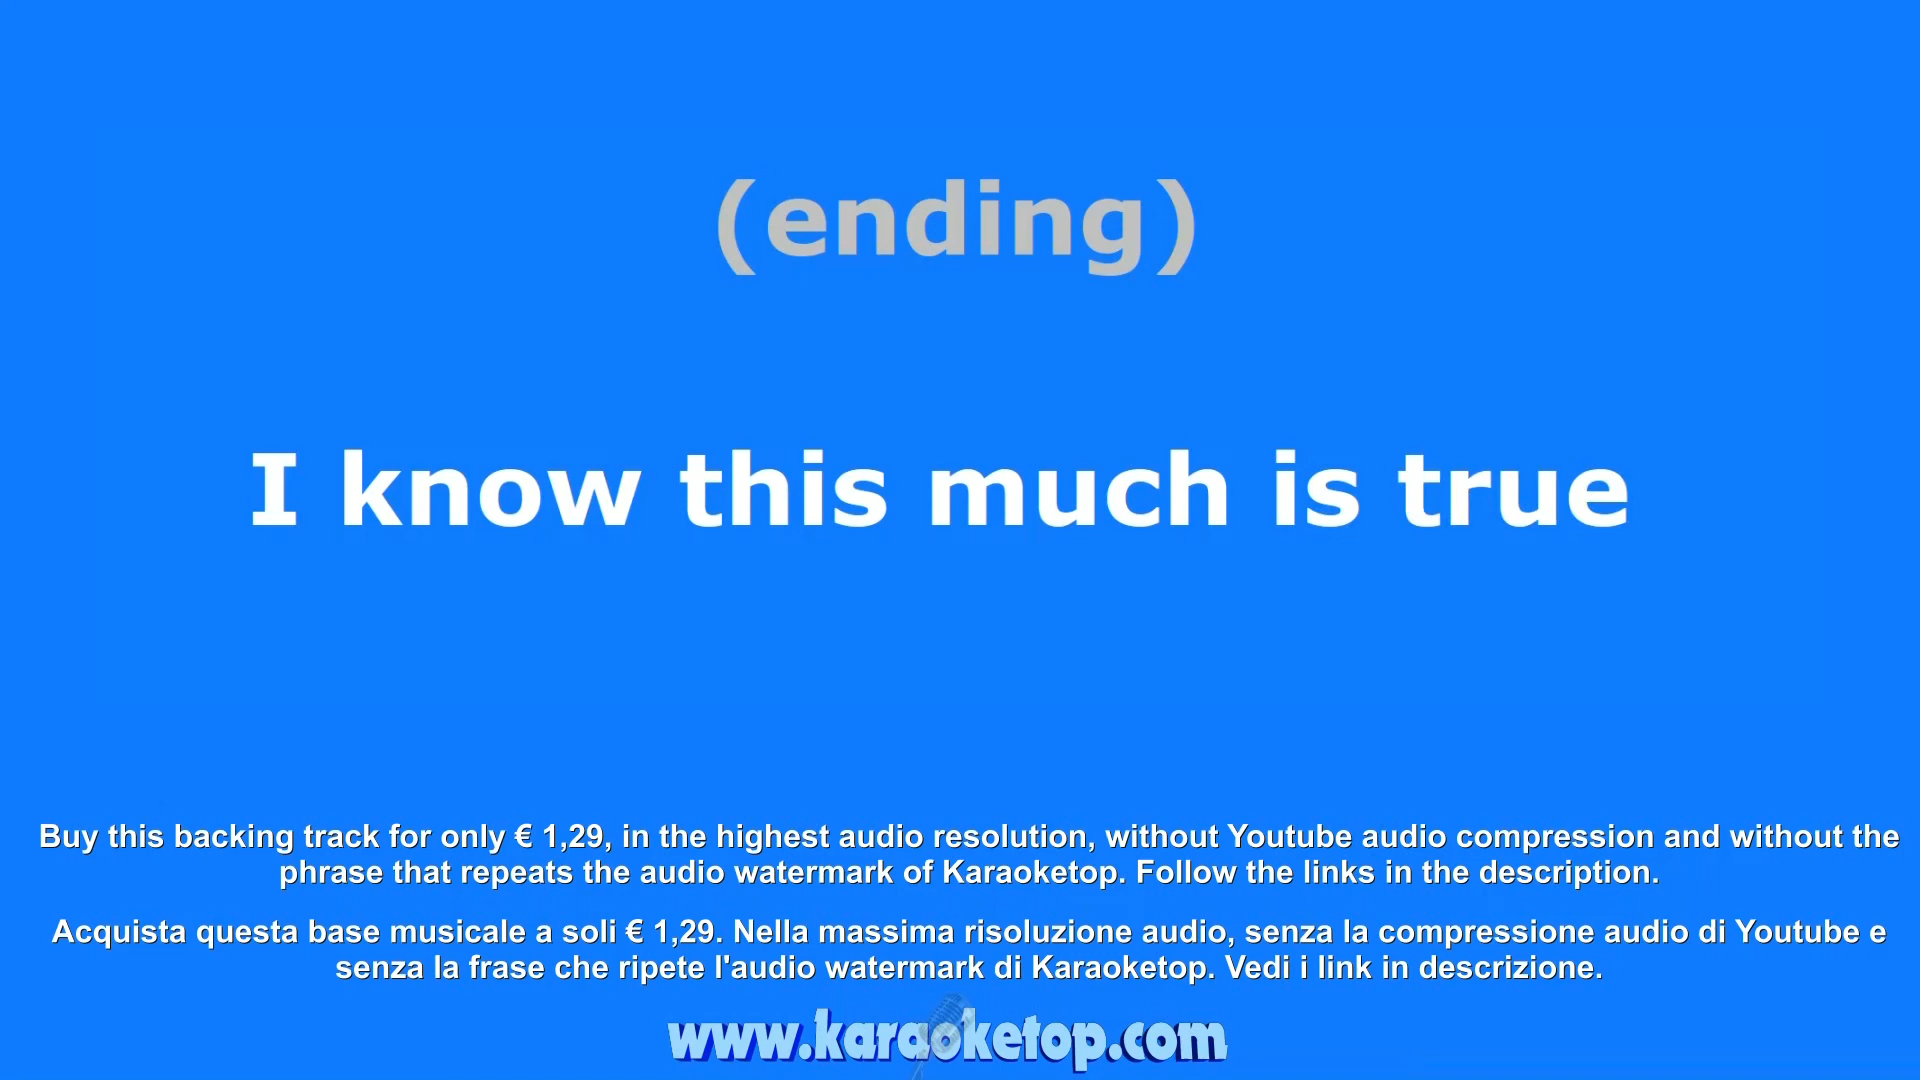 (ending)
I know this much is true
Buy this backing track for only € 1,29, in the highest audio resolution, without Youtube audio compression and without the
phrase that repeats the audio watermark of Karaoketop. Follow the links in the description.
Acquista questa base musicale a soli € 1,29. Nella massima risoluzione audio, senza la compressione audio di Youtube e
senza la frase che ripete l'audio watermark di Karaoketop. Vedi i link in descrizione.
www.karaoketop.com